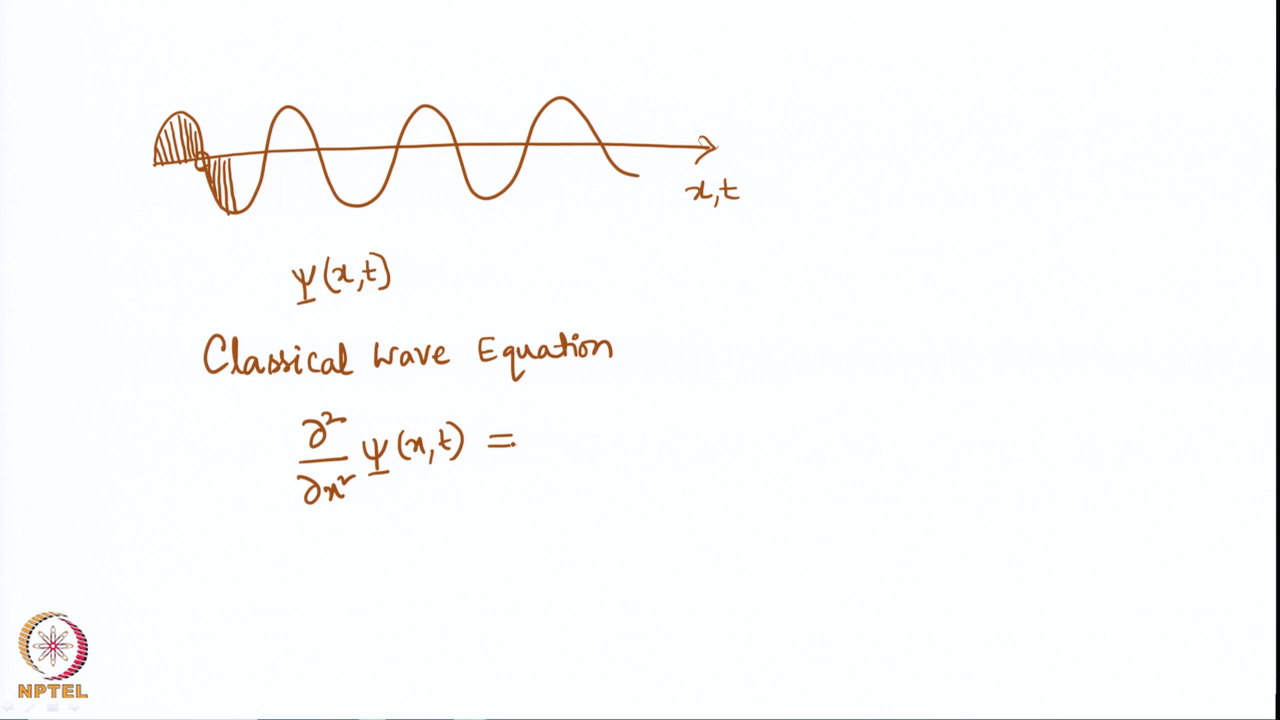 x,t
Ψ(x,t)
Classical Wave Equation
∂²/∂x² Ψ(x,t) =
NPTEL